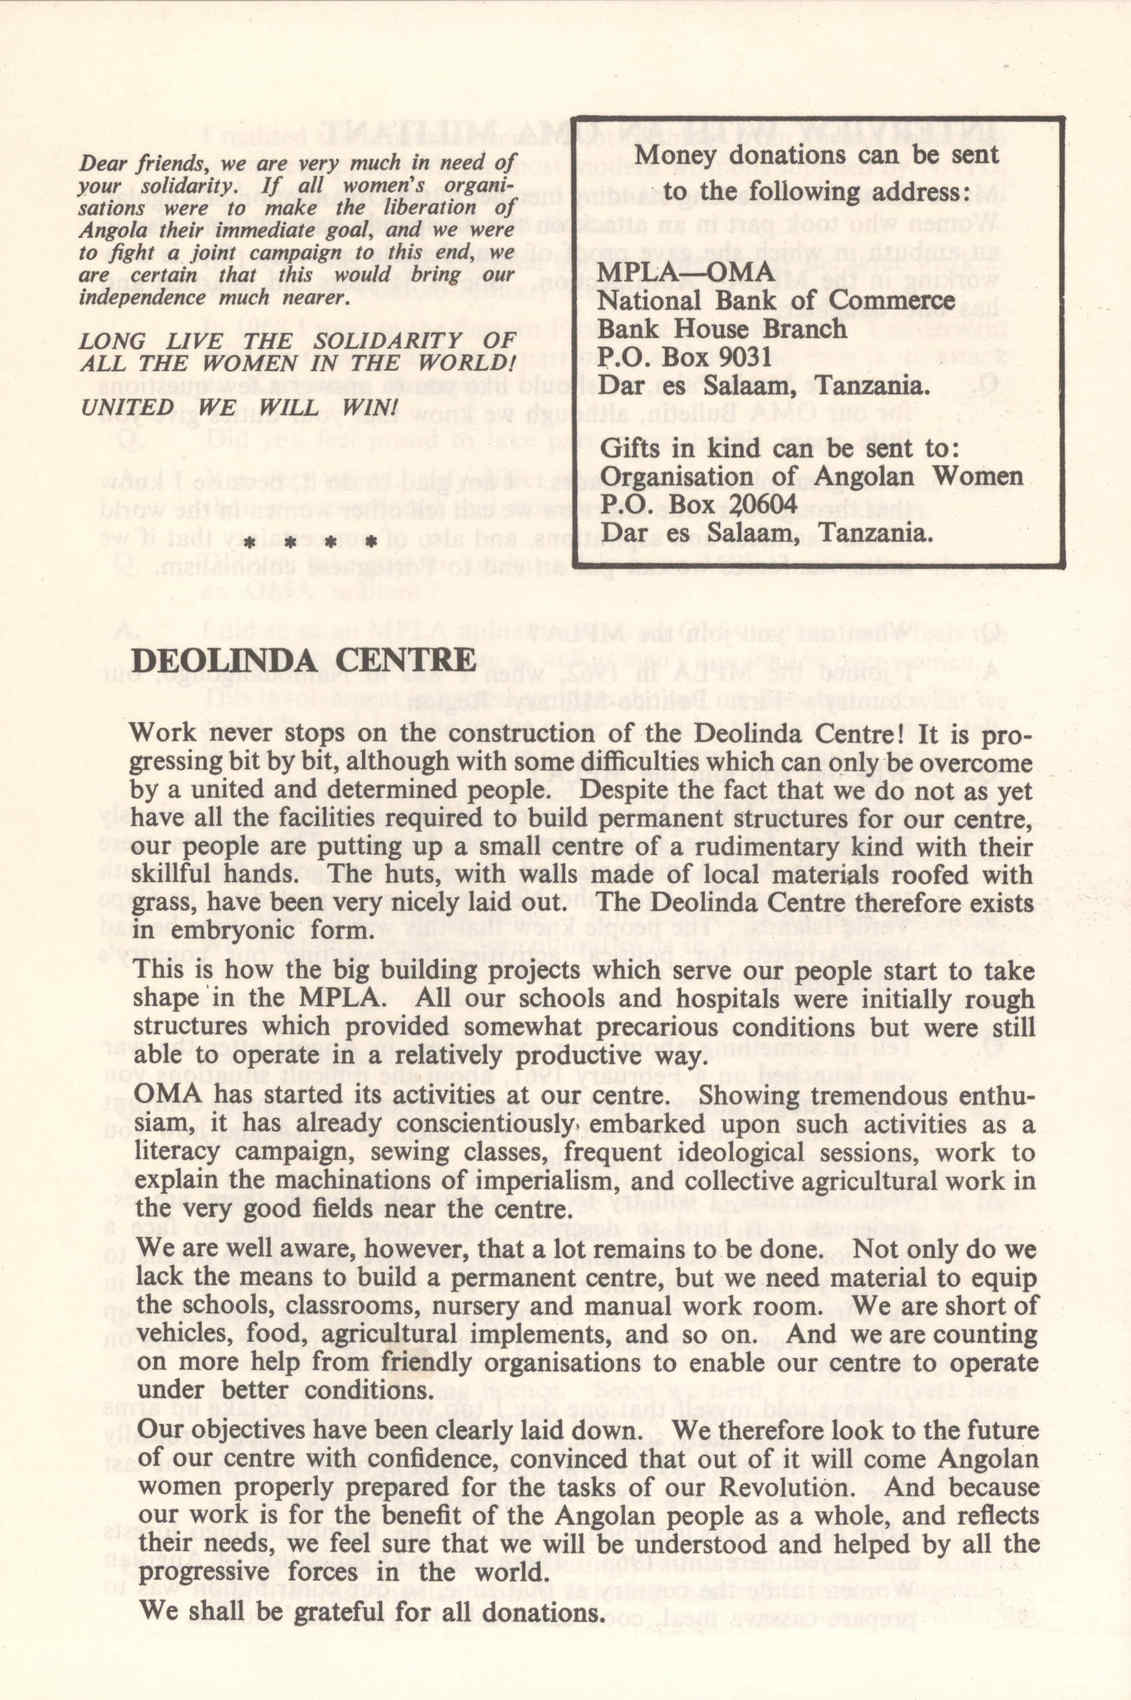 Dear friends, we are very much in need of
your solidarity. If all women's organi-
sations were to make the liberation of
Angola their immediate goal, and we were
to fight a joint campaign to this end, we
are certain that this would bring our
independence much nearer.
LONG LIVE THE SOLIDARITY OF
ALL THE WOMEN IN THE WORLD!
UNITED WE WILL WIN!
* * * *
Money donations can be sent
to the following address:
MPLA—OMA
National Bank of Commerce
Bank House Branch
P.O. Box 9031
Dar es Salaam, Tanzania.
Gifts in kind can be sent to:
Organisation of Angolan Women
P.O. Box 20604
Dar es Salaam, Tanzania.
DEOLINDA CENTRE
Work never stops on the construction of the Deolinda Centre! It is pro-
gressing bit by bit, although with some difficulties which can only be overcome
by a united and determined people. Despite the fact that we do not as yet
have all the facilities required to build permanent structures for our centre,
our people are putting up a small centre of a rudimentary kind with their
skillful hands. The huts, with walls made of local materials roofed with
grass, have been very nicely laid out. The Deolinda Centre therefore exists
in embryonic form.
This is how the big building projects which serve our people start to take
shape in the MPLA. All our schools and hospitals were initially rough
structures which provided somewhat precarious conditions but were still
able to operate in a relatively productive way.
OMA has started its activities at our centre. Showing tremendous enthu-
siam, it has already conscientiously embarked upon such activities as a
literacy campaign, sewing classes, frequent ideological sessions, work to
explain the machinations of imperialism, and collective agricultural work in
the very good fields near the centre.
We are well aware, however, that a lot remains to be done. Not only do we
lack the means to build a permanent centre, but we need material to equip
the schools, classrooms, nursery and manual work room. We are short of
vehicles, food, agricultural implements, and so on. And we are counting
on more help from friendly organisations to enable our centre to operate
under better conditions.
Our objectives have been clearly laid down. We therefore look to the future
of our centre with confidence, convinced that out of it will come Angolan
women properly prepared for the tasks of our Revolution. And because
our work is for the benefit of the Angolan people as a whole, and reflects
their needs, we feel sure that we will be understood and helped by all the
progressive forces in the world.
We shall be grateful for all donations.